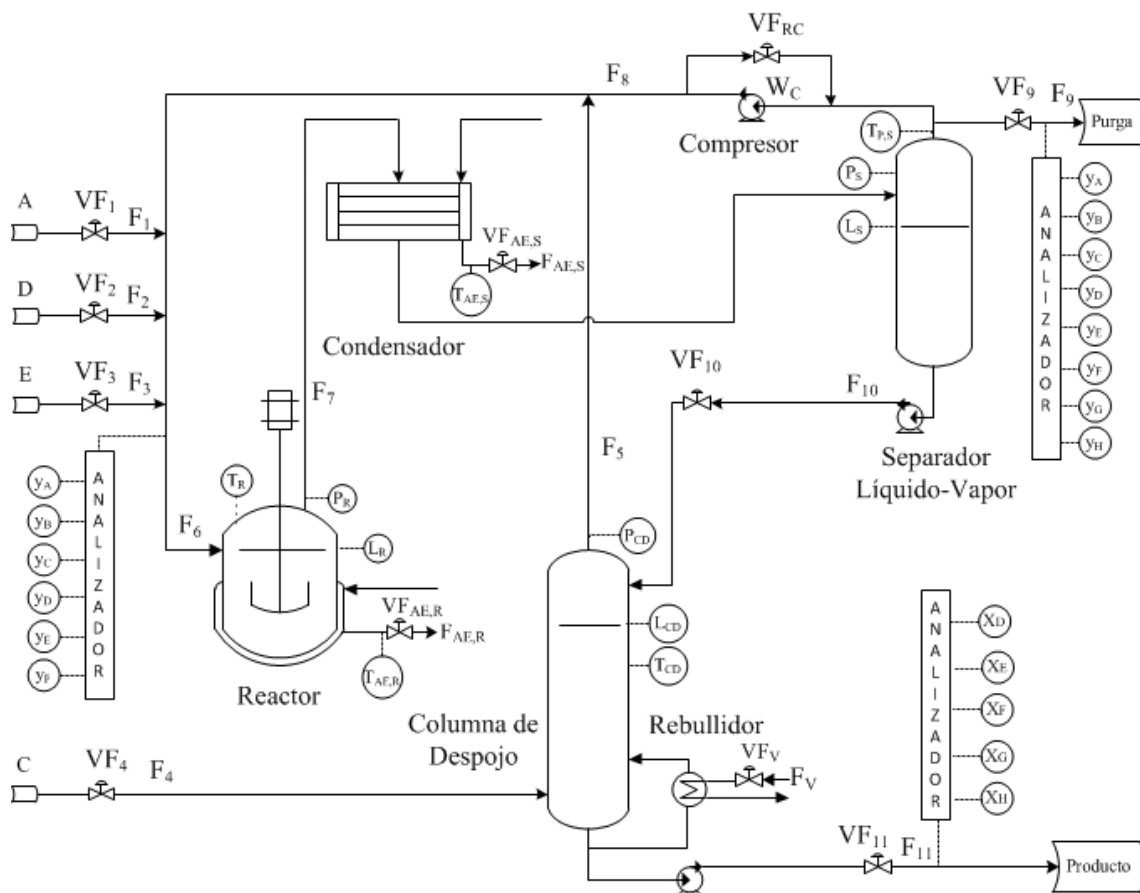 VF_RC
F_8
W_C
VF_9
F_9
Purga
Compresor
T_P,S
P_S
L_S
A
VF_1
F_1
D
VF_2
F_2
E
VF_3
F_3
VF_AE,S
F_AE,S
T_AE,S
Condensador
F_7
VF_10
F_10
F_5
Separador
Líquido-Vapor
ANALIZADOR
y_A
y_B
y_C
y_D
y_E
y_F
y_G
y_H
ANALIZADOR
y_A
y_B
y_C
y_D
y_E
y_F
F_6
T_R
P_R
L_R
VF_AE,R
F_AE,R
T_AE,R
Reactor
P_CD
L_CD
T_CD
Columna de
Despojo
Rebullidor
VF_V
F_V
C
VF_4
F_4
ANALIZADOR
X_D
X_E
X_F
X_G
X_H
VF_11
F_11
Producto